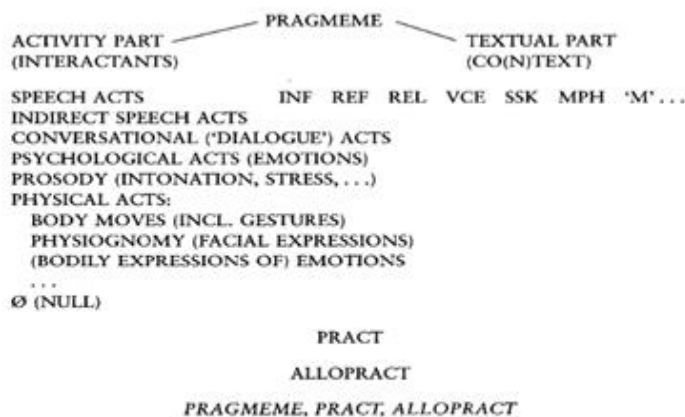 PRAGMEME
ACTIVITY PART TEXTUAL PART
(INTERACTANTS) (CO(N)TEXT)
SPEECH ACTS INF REF REL VCE SSK MPH ‘M’ . . .
INDIRECT SPEECH ACTS
CONVERSATIONAL (‘DIALOGUE’) ACTS
PSYCHOLOGICAL ACTS (EMOTIONS)
PROSODY (INTONATION, STRESS, . . .)
PHYSICAL ACTS:
BODY MOVES (INCL. GESTURES)
PHYSIOGNOMY (FACIAL EXPRESSIONS)
(BODILY EXPRESSIONS OF) EMOTIONS
. . .
Ø (NULL)
PRACT
ALLOPRACT
PRAGMEME, PRACT, ALLOPRACT